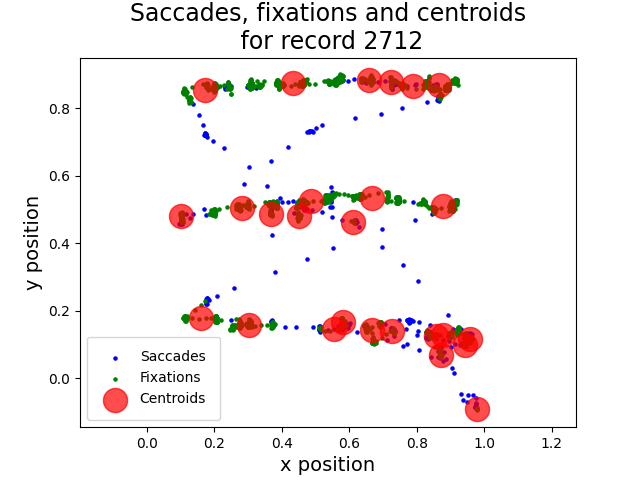 Saccades, fixations and centroids
for record 2712
y position
0.8
0.6
0.4
0.2
0.0
Saccades
Fixations
Centroids
0.0 0.2 0.4 0.6 0.8 1.0 1.2
x position